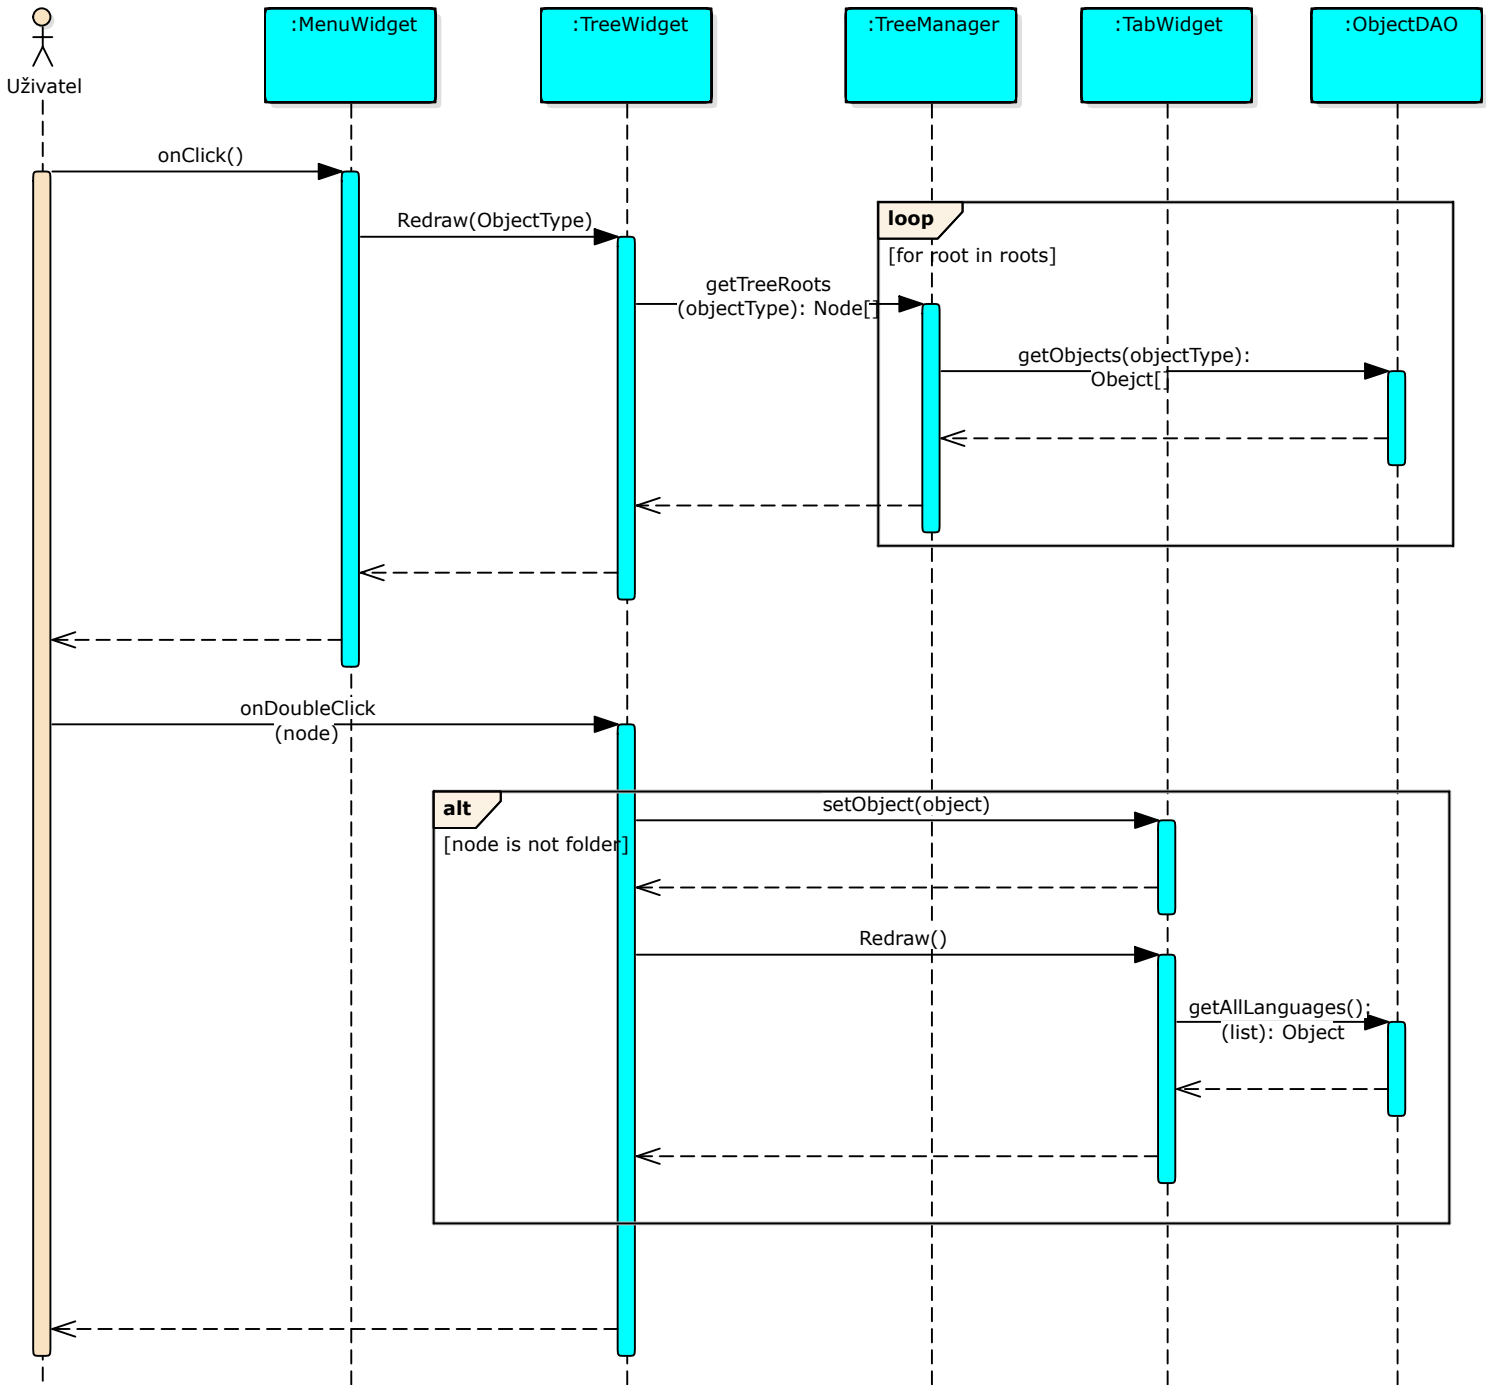 Uživatel
:MenuWidget
:TreeWidget
:TreeManager
:TabWidget
:ObjectDAO
onClick()
Redraw(ObjectType)
loop
[for root in roots]
getTreeRoots
(objectType): Node[]
getObjects(objectType):
Obejct[]
onDoubleClick
(node)
alt
[node is not folder]
setObject(object)
Redraw()
getAllLanguages():
(list): Object